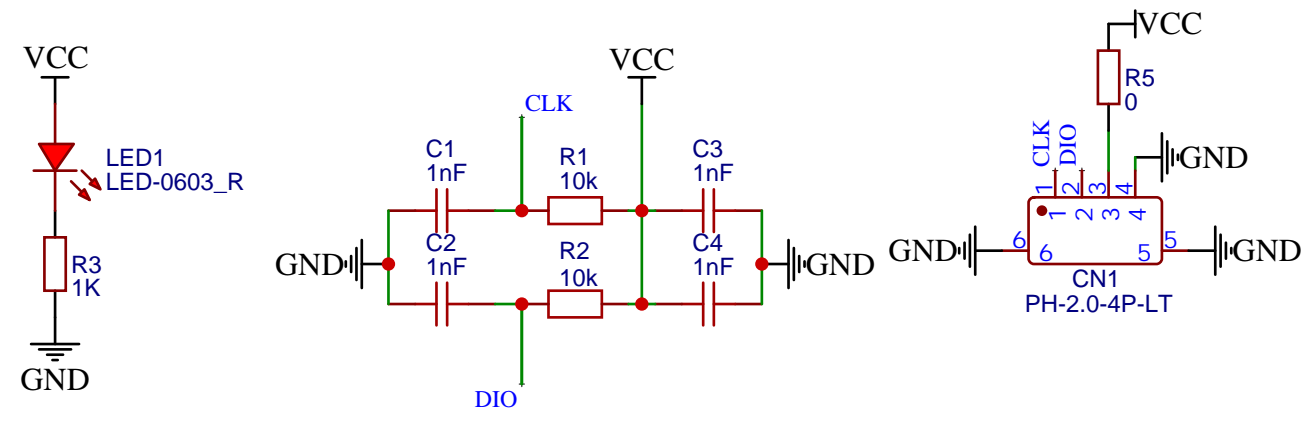 VCC
LED1
LED-0603_R
R3
1K
GND
VCC
CLK
C1
1nF
R1
10k
C3
1nF
C2
1nF
R2
10k
C4
1nF
GND
GND
DIO
VCC
R5
0
CLK
DIO
GND
1
2
3
4
1
2
3
4
GND
6
6
5
5
GND
CN1
PH-2.0-4P-LT